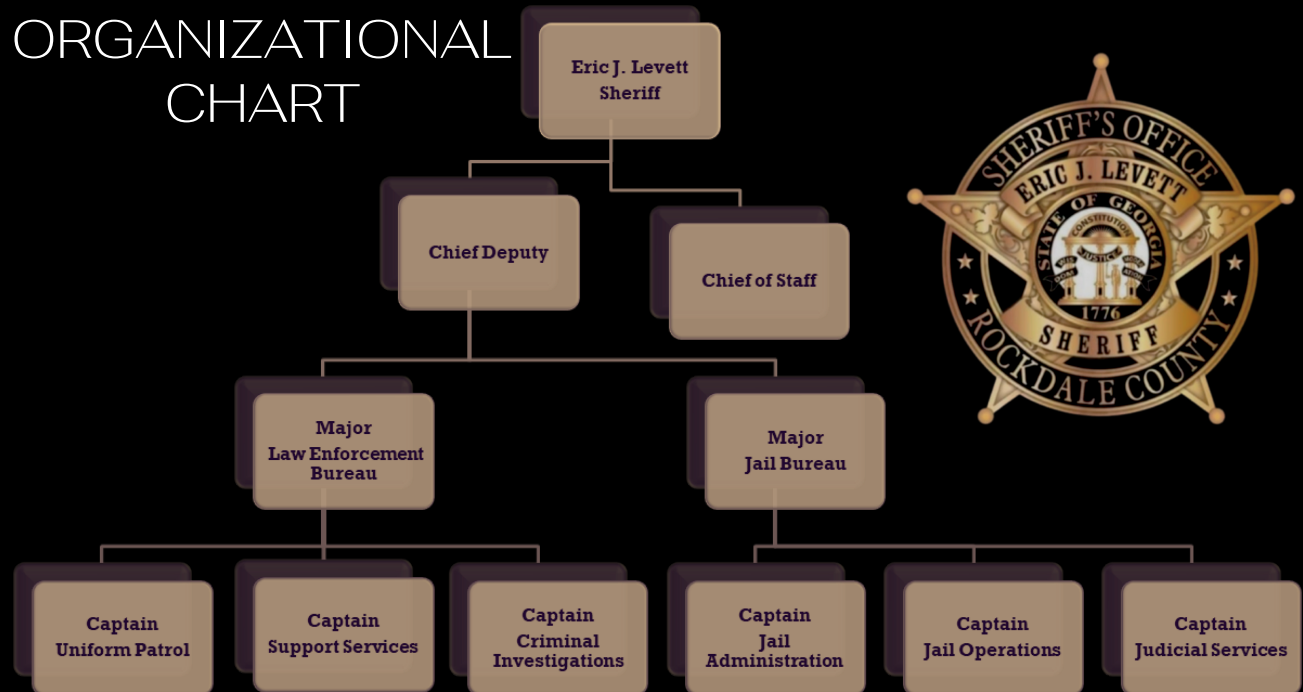 ORGANIZATIONAL
CHART
Eric J. Levett
Sheriff
Chief Deputy
Chief of Staff
Major
Law Enforcement
Bureau
Major
Jail Bureau
Captain
Uniform Patrol
Captain
Support Services
Captain
Criminal
Investigations
Captain
Jail
Administration
Captain
Jail Operations
Captain
Judicial Services
SHERIFF'S OFFICE
ERIC J. LEVETT
STATE OF GEORGIA
CONSTITUTION
JUSTICE
1776
SHERIFF
ROCKDALE COUNTY